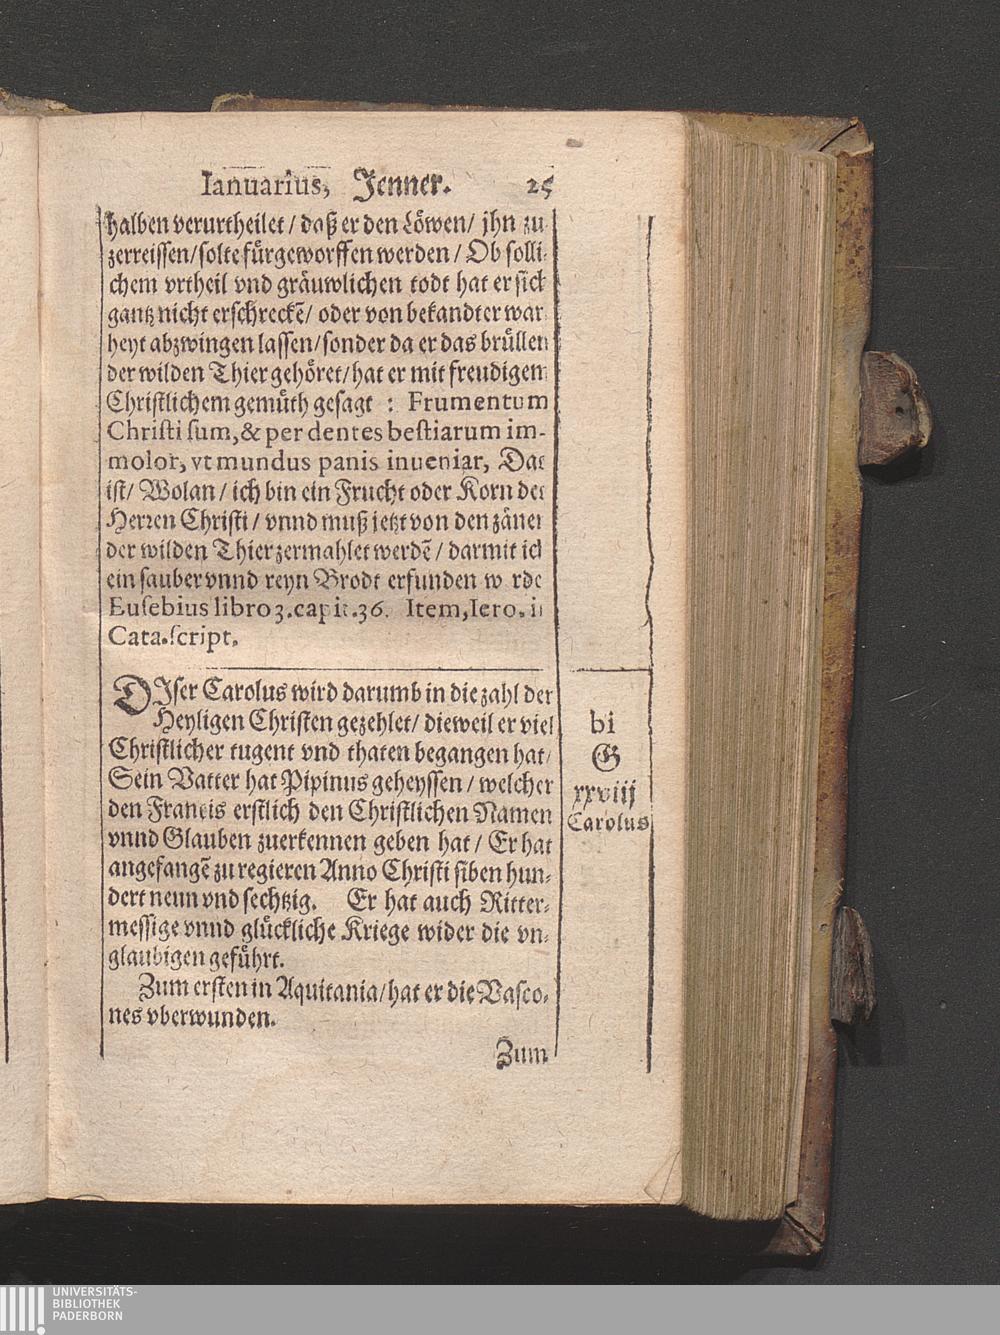 Ianuarius, Jenner. 25
halben verurtheilet / daß er den Löwen / jhn zu
zerreissen / solte fürgeworffen werden / Ob solli-
chem vrtheil vnd gräuwlichen todt hat er sich
gantz nicht erschreckē / oder von bekandter war
heyt abzwingen lassen / sonder da er das brüllen
der wilden Thier gehöret / hat er mit freudigem
Christlichem gemüth gesagt : Frumentum
Christi sum, & per dentes bestiarum im-
molor, vt mundus panis inueniar, Das
ist / Wolan / ich bin ein Frucht oder Korn des
Herren Christi / vnnd muß jetzt von den zänen
der wilden Thier zermahlet werdē / darmit ich
ein sauber vnnd reyn Brodt erfunden w rde
Eusebius libro 3. capit. 36. Item, Iero. in
Cata. script.
DIser Carolus wird darumb in die zahl der
Heyligen Christen gezehlet / dieweil er viel
Christlicher tugent vnd thaten begangen hat /
Sein Vatter hat Pipinus geheyssen / welcher
den Francis erstlich den Christlichen Namen
vnnd Glauben zuerkennen geben hat / Er hat
angefangē zu regieren Anno Christi siben hun-
dert neun vnd sechtzig. Er hat auch Ritter-
messige vnnd glückliche Kriege wider die vn-
glaubigen geführt.
Zum ersten in Aquitania / hat er die Vasco-
nes vberwunden.
Zum
bi
G
xxviij
Carolus
UNIVERSITÄTS-
BIBLIOTHEK
PADERBORN